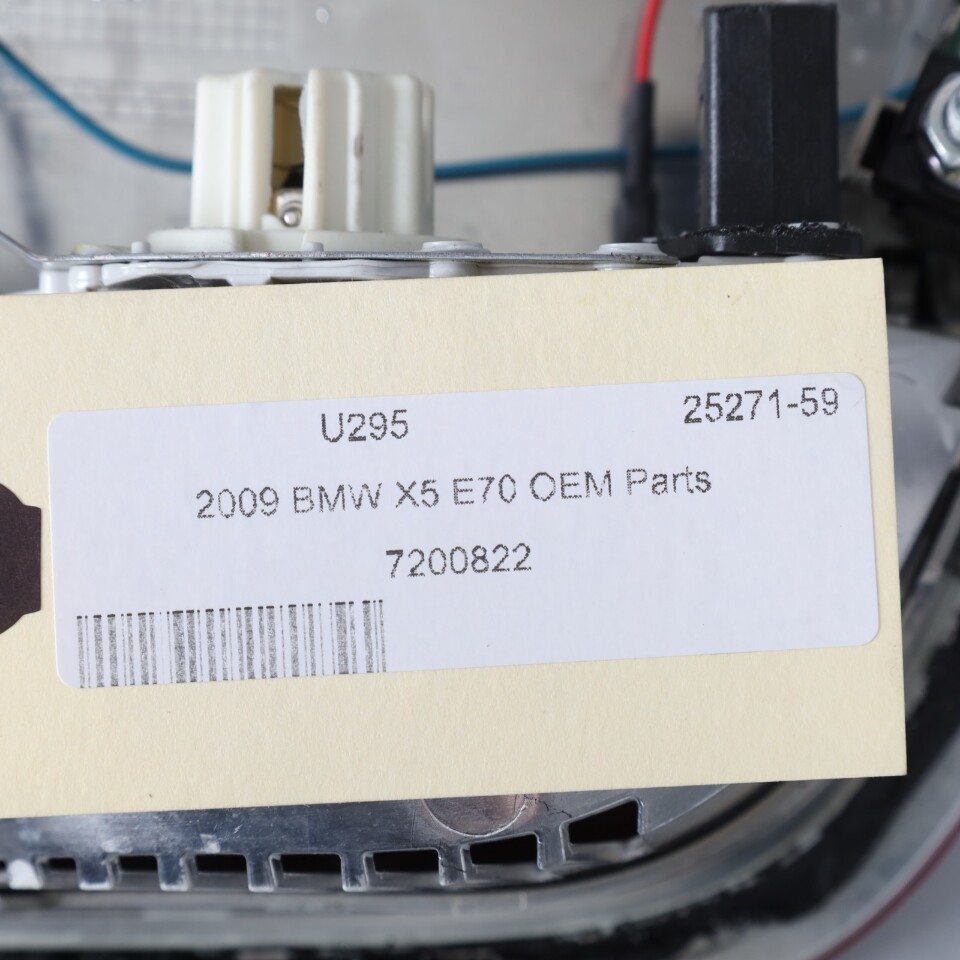 U295 25271-59
2009 BMW X5 E70 OEM Parts
7200822